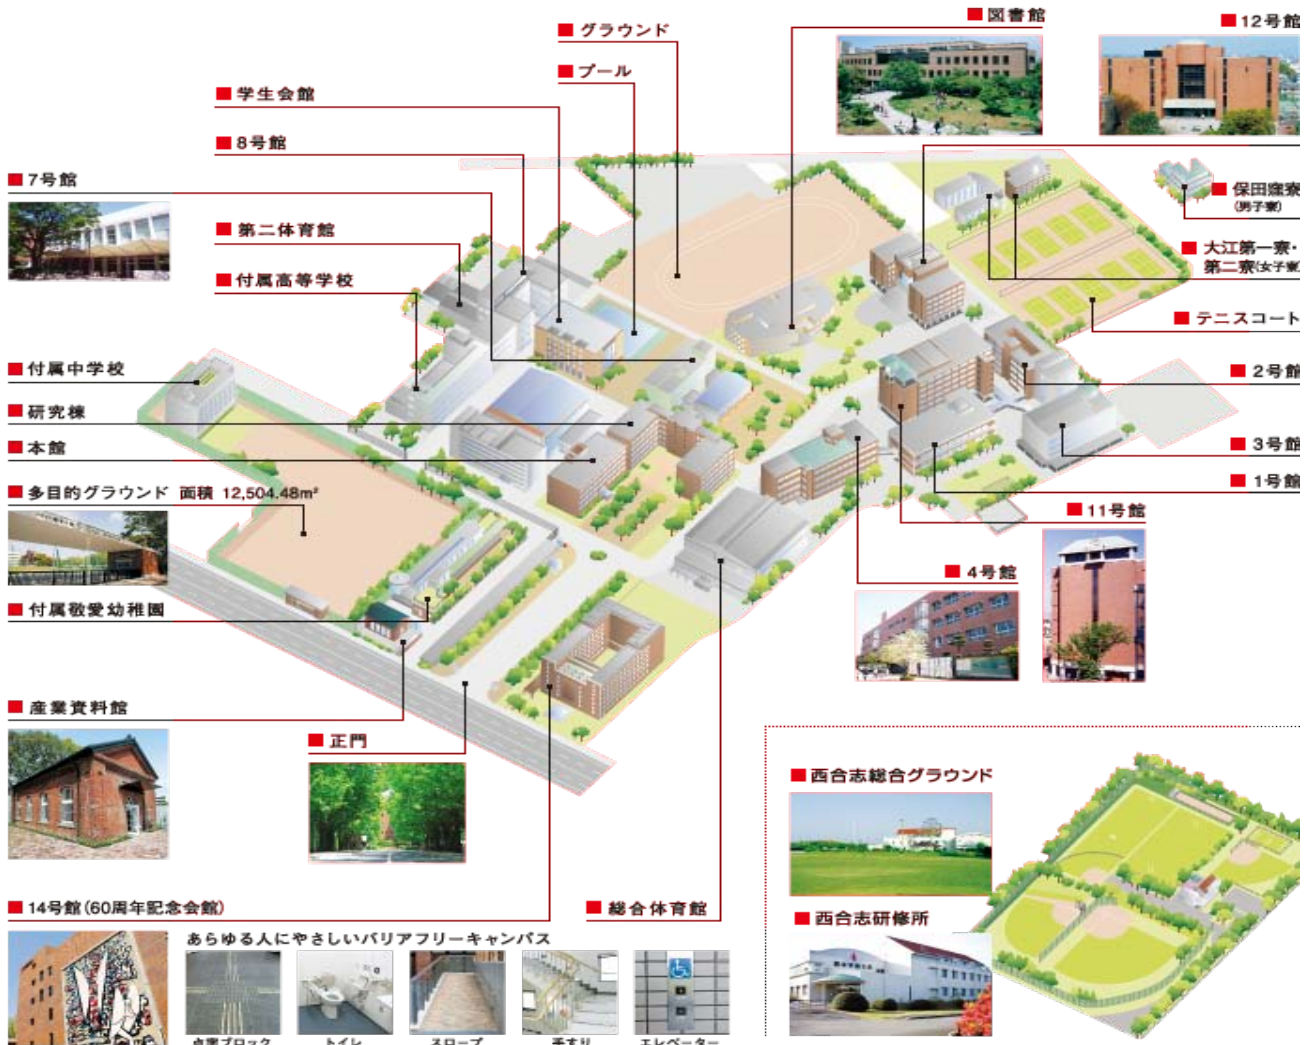 ■グラウンド
■プール
■学生会館
■8号館
■7号館
■第二体育館
■付属高等学校
■付属中学校
■研究棟
■本館
■多目的グラウンド 面積 12,504.48m²
■付属敬愛幼稚園
■産業資料館
■正門
■14号館(60周年記念会館)
■総合体育館
■図書館
■12号館
■保田窪寮
(男子寮)
■大江第一寮・
第二寮(女子寮)
■テニスコート
■2号館
■3号館
■1号館
■11号館
■4号館
■西合志総合グラウンド
■西合志研修所
あらゆる人にやさしいバリアフリーキャンパス
点字ブロック
トイレ
スロープ
手すり
エレベーター